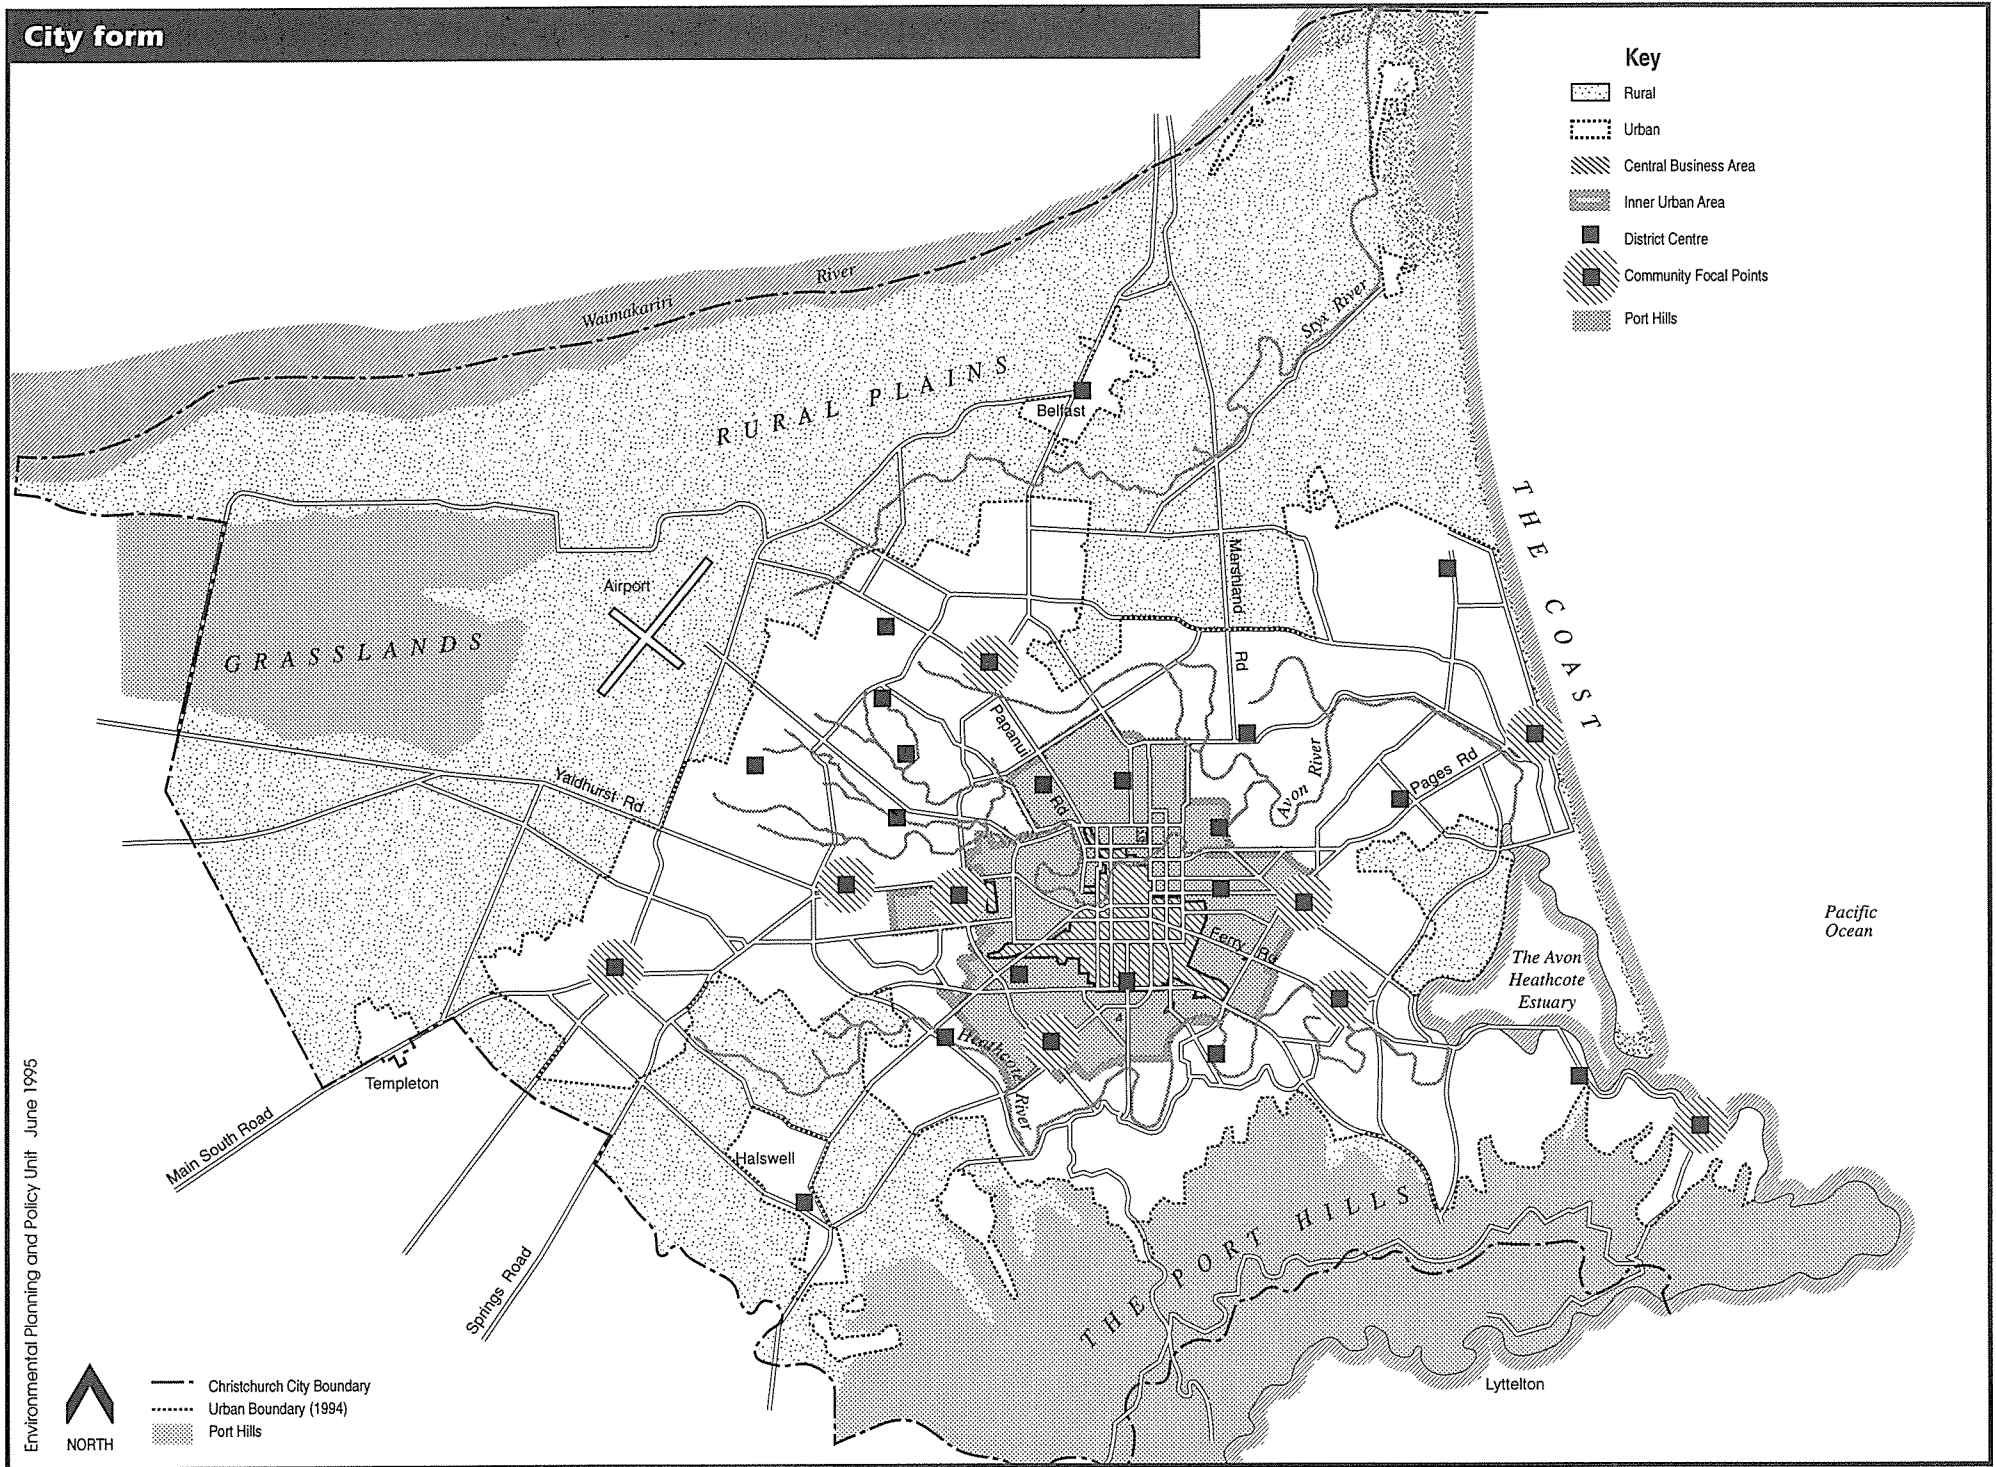 City form
Key
Rural
Urban
Central Business Area
Inner Urban Area
District Centre
Community Focal Points
Port Hills
Waimakariri River
Styx River
RURAL PLAINS
Belfast
THE COAST
Airport
Marshland Rd
GRASSLANDS
Papanui Rd
Yaldhurst Rd
Avon River
Pages Rd
Pacific
Ocean
Ferry Rd
The Avon
Heathcote
Estuary
Heathcote River
Templeton
Main South Road
Halswell
THE PORT HILLS
Springs Road
Lyttelton
Environmental Planning and Policy Unit June 1995
NORTH
Christchurch City Boundary
Urban Boundary (1994)
Port Hills